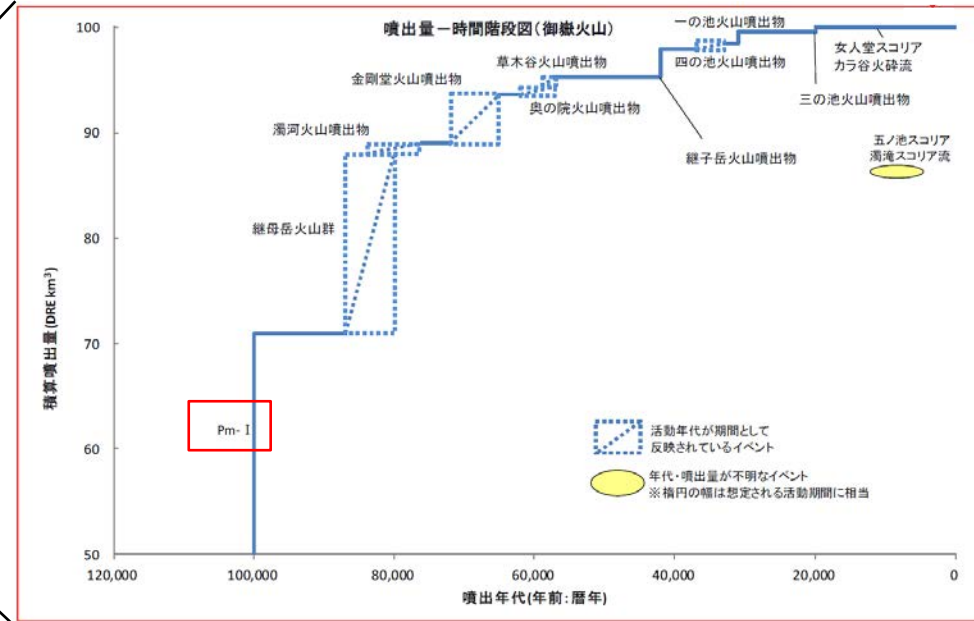 噴出量－時間階段図(御嶽火山)
一の池火山噴出物
草木谷火山噴出物
四の池火山噴出物
女人堂スコリア
カラ谷火砕流
金剛堂火山噴出物
奥の院火山噴出物
三の池火山噴出物
濁河火山噴出物
継子岳火山噴出物
五ノ池スコリア
濁滝スコリア流
継母岳火山群
Pm-Ⅰ
活動年代が期間として
反映されているイベント
年代・噴出量が不明なイベント
※楕円の幅は想定される活動期間に相当
積算噴出量(DRE km³)
100
90
80
70
60
50
120,000
100,000
80,000
60,000
40,000
20,000
0
噴出年代(年前:暦年)